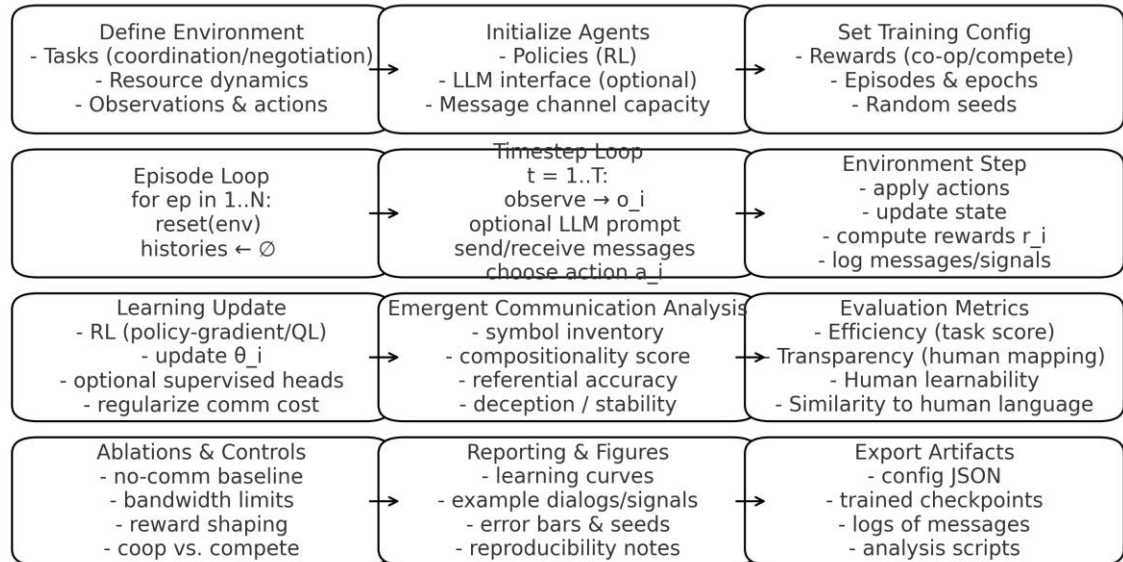 Define Environment
- Tasks (coordination/negotiation)
- Resource dynamics
- Observations & actions
Initialize Agents
- Policies (RL)
- LLM interface (optional)
- Message channel capacity
Set Training Config
- Rewards (co-op/compete)
- Episodes & epochs
- Random seeds
Episode Loop
for ep in 1..N:
reset(env)
histories ← ∅
Timestep Loop
t = 1..T:
observe → o_i
optional LLM prompt
send/receive messages
choose action a_i
Environment Step
- apply actions
- update state
- compute rewards r_i
- log messages/signals
Learning Update
- RL (policy-gradient/QL)
- update θ_i
- optional supervised heads
- regularize comm cost
Emergent Communication Analysis
- symbol inventory
- compositionality score
- referential accuracy
- deception / stability
Evaluation Metrics
- Efficiency (task score)
- Transparency (human mapping)
- Human learnability
- Similarity to human language
Ablations & Controls
- no-comm baseline
- bandwidth limits
- reward shaping
- coop vs. compete
Reporting & Figures
- learning curves
- example dialogs/signals
- error bars & seeds
- reproducibility notes
Export Artifacts
- config JSON
- trained checkpoints
- logs of messages
- analysis scripts